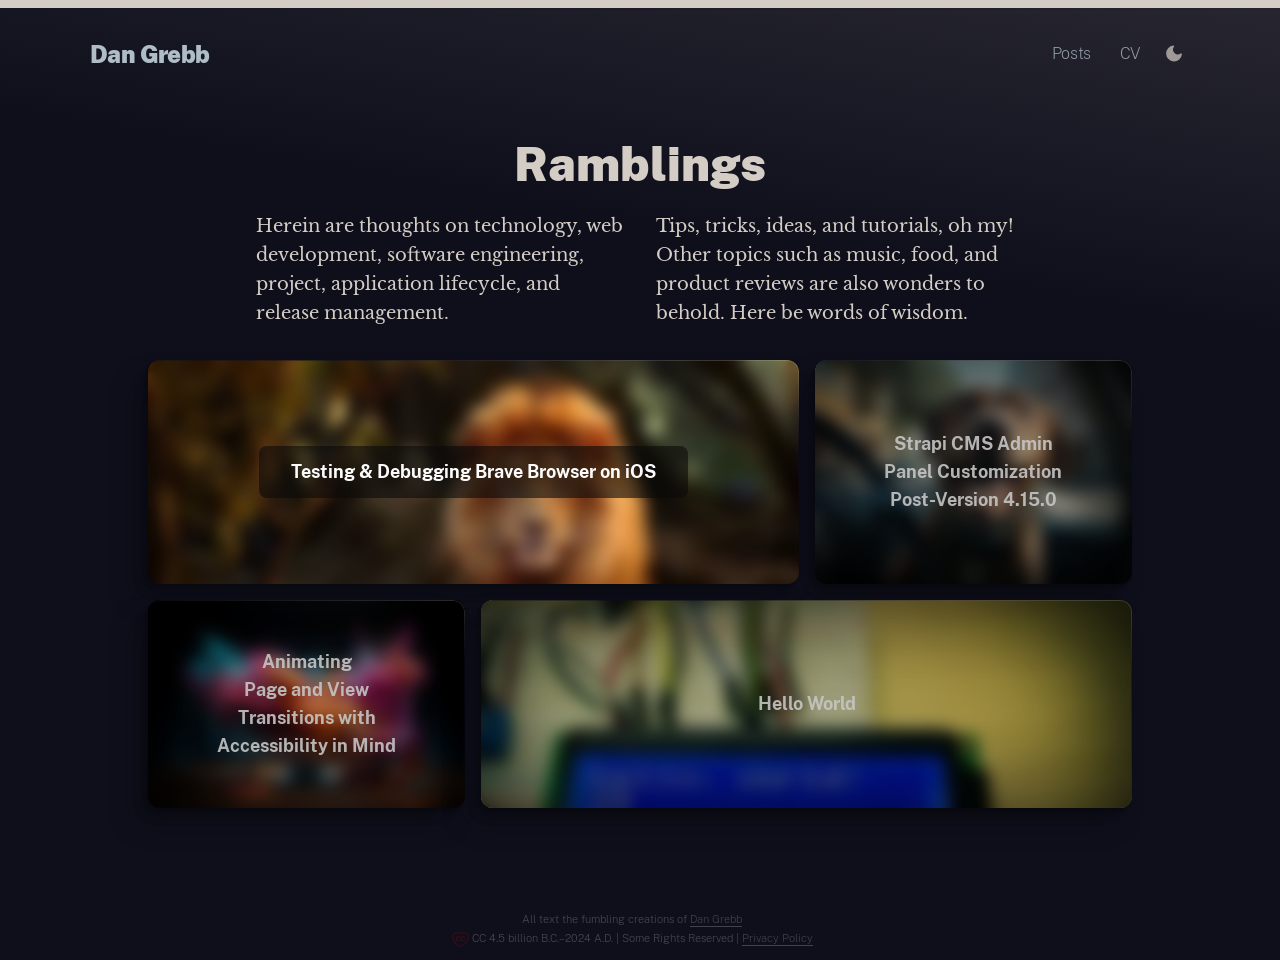 Dan Grebb
Posts
CV
Ramblings
Herein are thoughts on technology, web
development, software engineering,
project, application lifecycle, and
release management.
Tips, tricks, ideas, and tutorials, oh my!
Other topics such as music, food, and
product reviews are also wonders to
behold. Here be words of wisdom.
Testing & Debugging Brave Browser on iOS
Strapi CMS Admin
Panel Customization
Post-Version 4.15.0
Animating
Page and View
Transitions with
Accessibility in Mind
Hello World
All text the fumbling creations of Dan Grebb
CC 4.5 billion B.C.–2024 A.D. | Some Rights Reserved | Privacy Policy